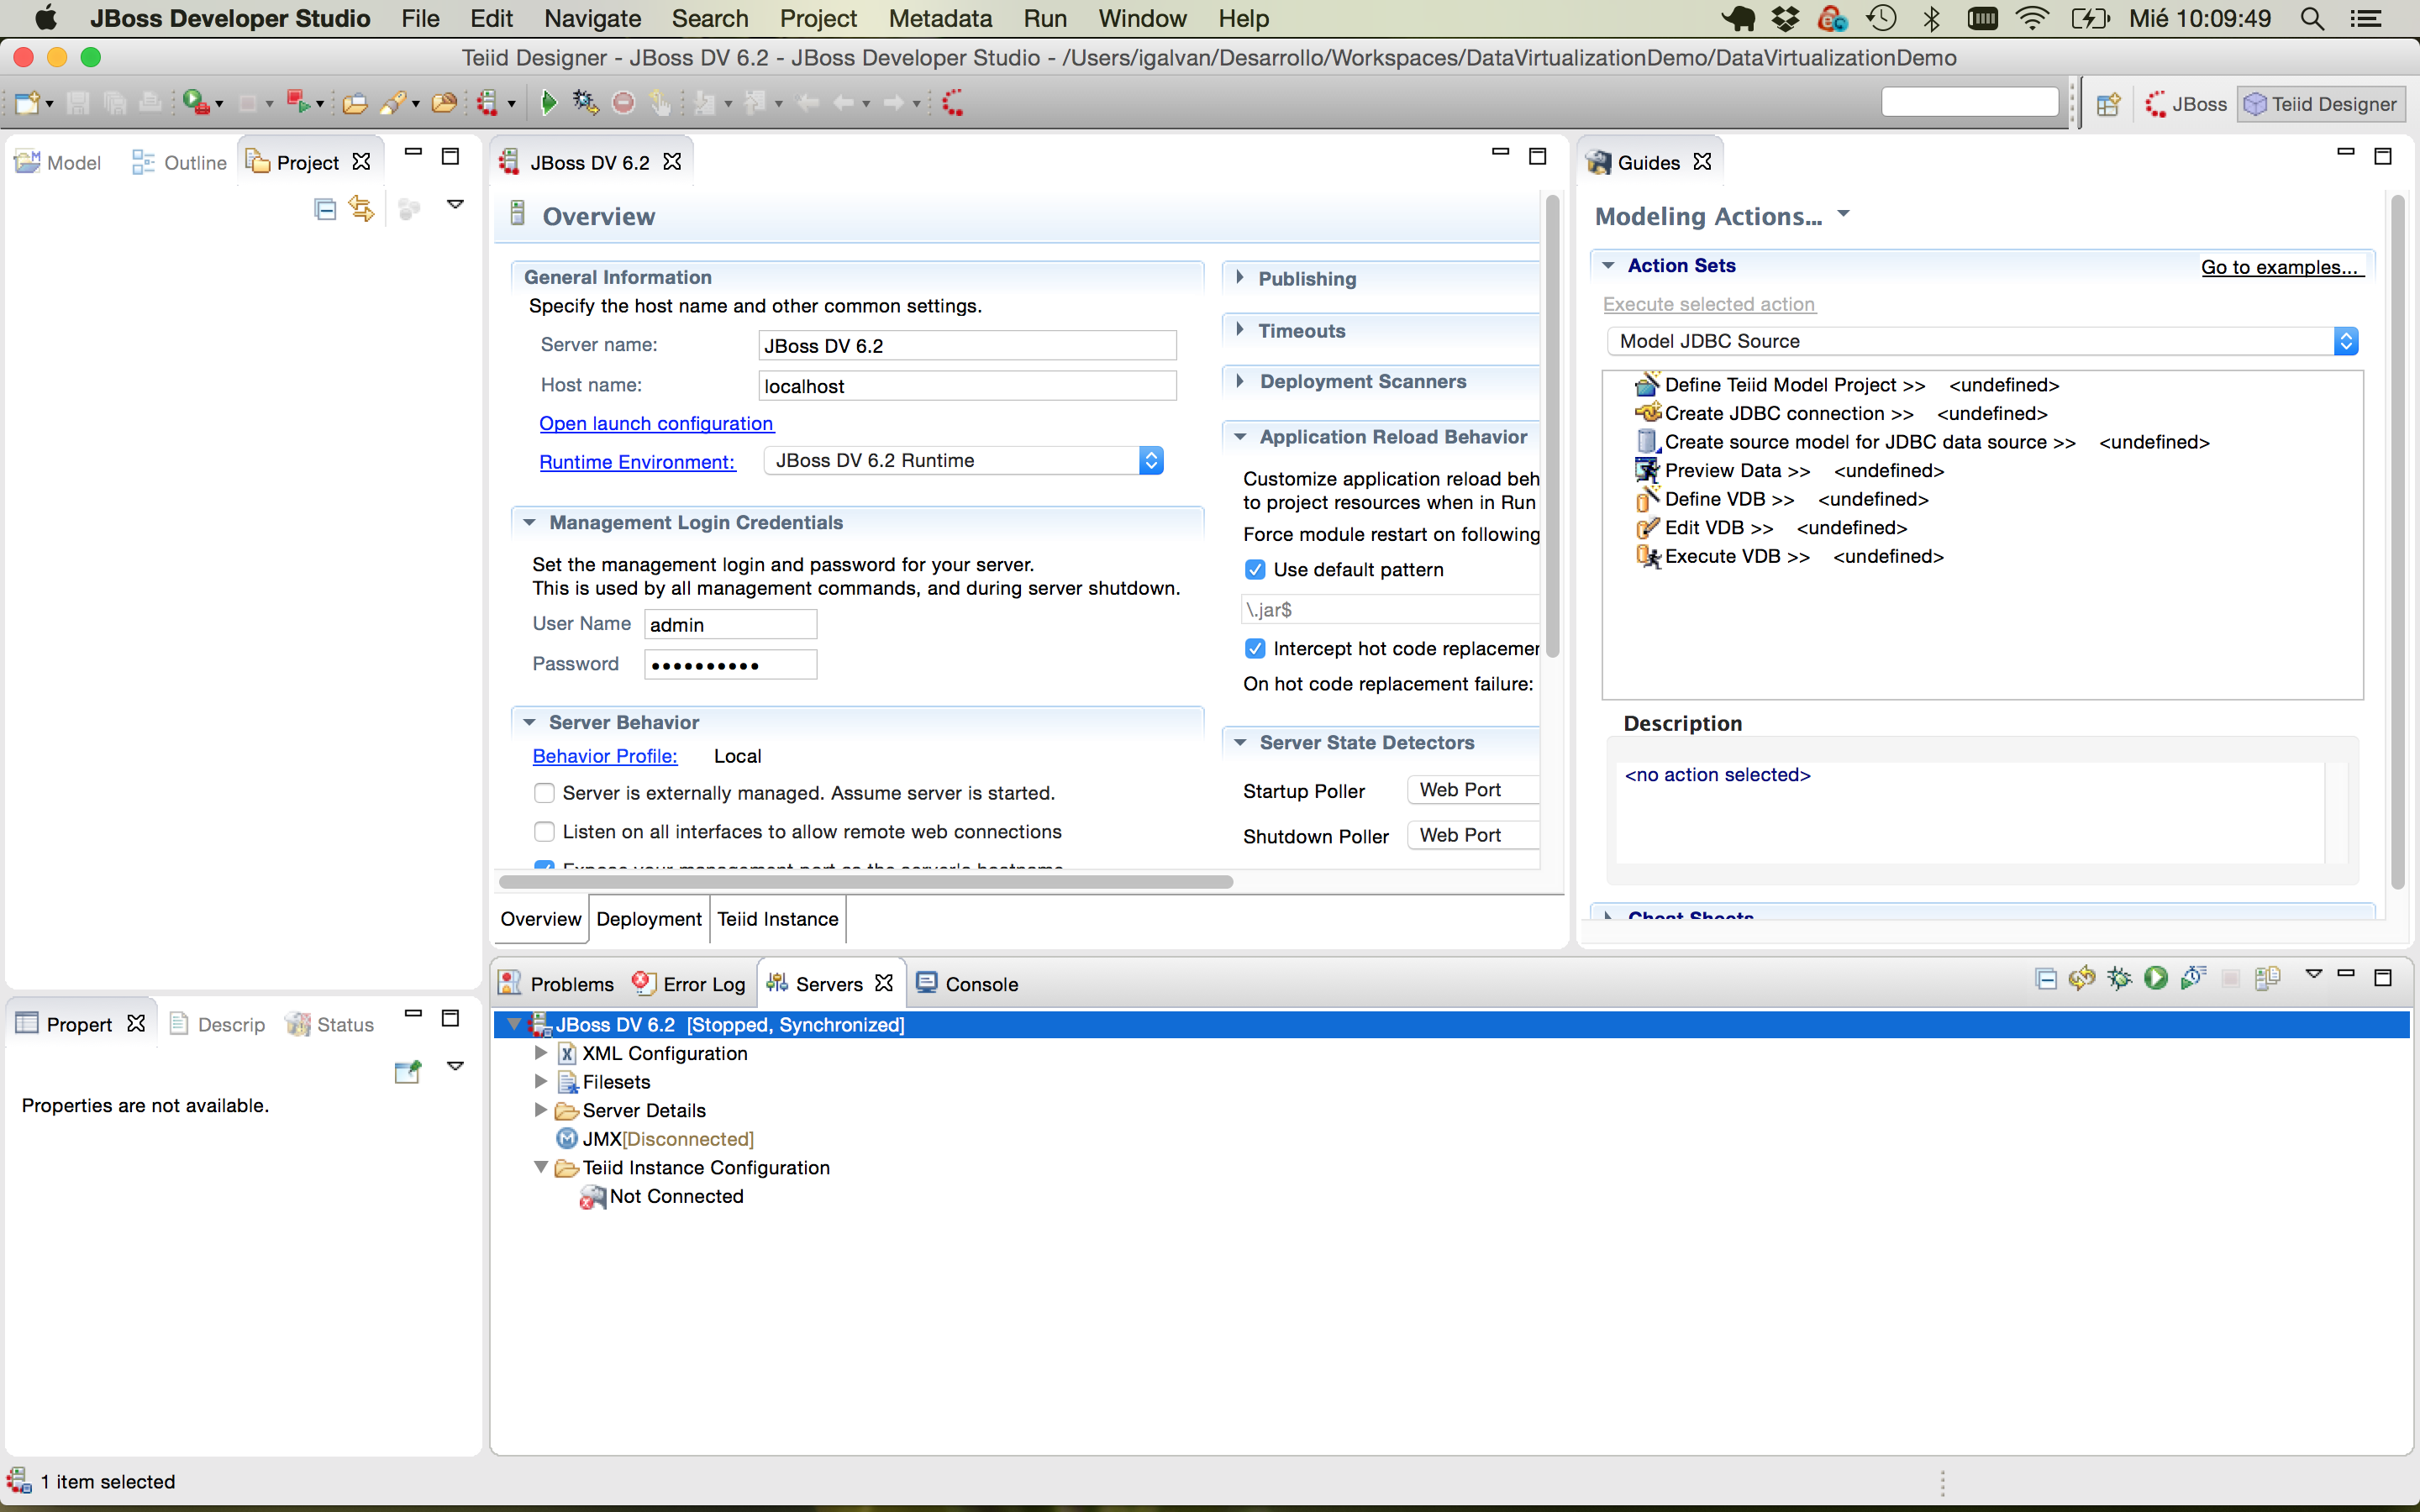 JBoss Developer Studio File Edit Navigate Search Project Metadata Run Window Help Mié 10:09:49
Teiid Designer - JBoss DV 6.2 - JBoss Developer Studio - /Users/igalvan/Desarrollo/Workspaces/DataVirtualizationDemo/DataVirtualizationDemo
JBoss Teiid Designer
Model Outline Project
JBoss DV 6.2
Overview
General Information
Specify the host name and other common settings.
Server name: JBoss DV 6.2
Host name: localhost
Open launch configuration
Runtime Environment: JBoss DV 6.2 Runtime
Management Login Credentials
Set the management login and password for your server.
This is used by all management commands, and during server shutdown.
User Name admin
Password ●●●●●●●●●●
Server Behavior
Behavior Profile: Local
Server is externally managed. Assume server is started.
Listen on all interfaces to allow remote web connections
Expose your management port as the server's hostname
Publishing
Timeouts
Deployment Scanners
Application Reload Behavior
Customize application reload beh
to project resources when in Run
Force module restart on following
Use default pattern
\.jar$
Intercept hot code replacemer
On hot code replacement failure:
Server State Detectors
Startup Poller Web Port
Shutdown Poller Web Port
Overview Deployment Teiid Instance
Guides
Modeling Actions...
Action Sets Go to examples...
Execute selected action
Model JDBC Source
Define Teiid Model Project >> <undefined>
Create JDBC connection >> <undefined>
Create source model for JDBC data source >> <undefined>
Preview Data >> <undefined>
Define VDB >> <undefined>
Edit VDB >> <undefined>
Execute VDB >> <undefined>
Description
<no action selected>
Cheat Sheets
Propert Descrip Status
Properties are not available.
Problems Error Log Servers Console
JBoss DV 6.2 [Stopped, Synchronized]
XML Configuration
Filesets
Server Details
JMX[Disconnected]
Teiid Instance Configuration
Not Connected
1 item selected